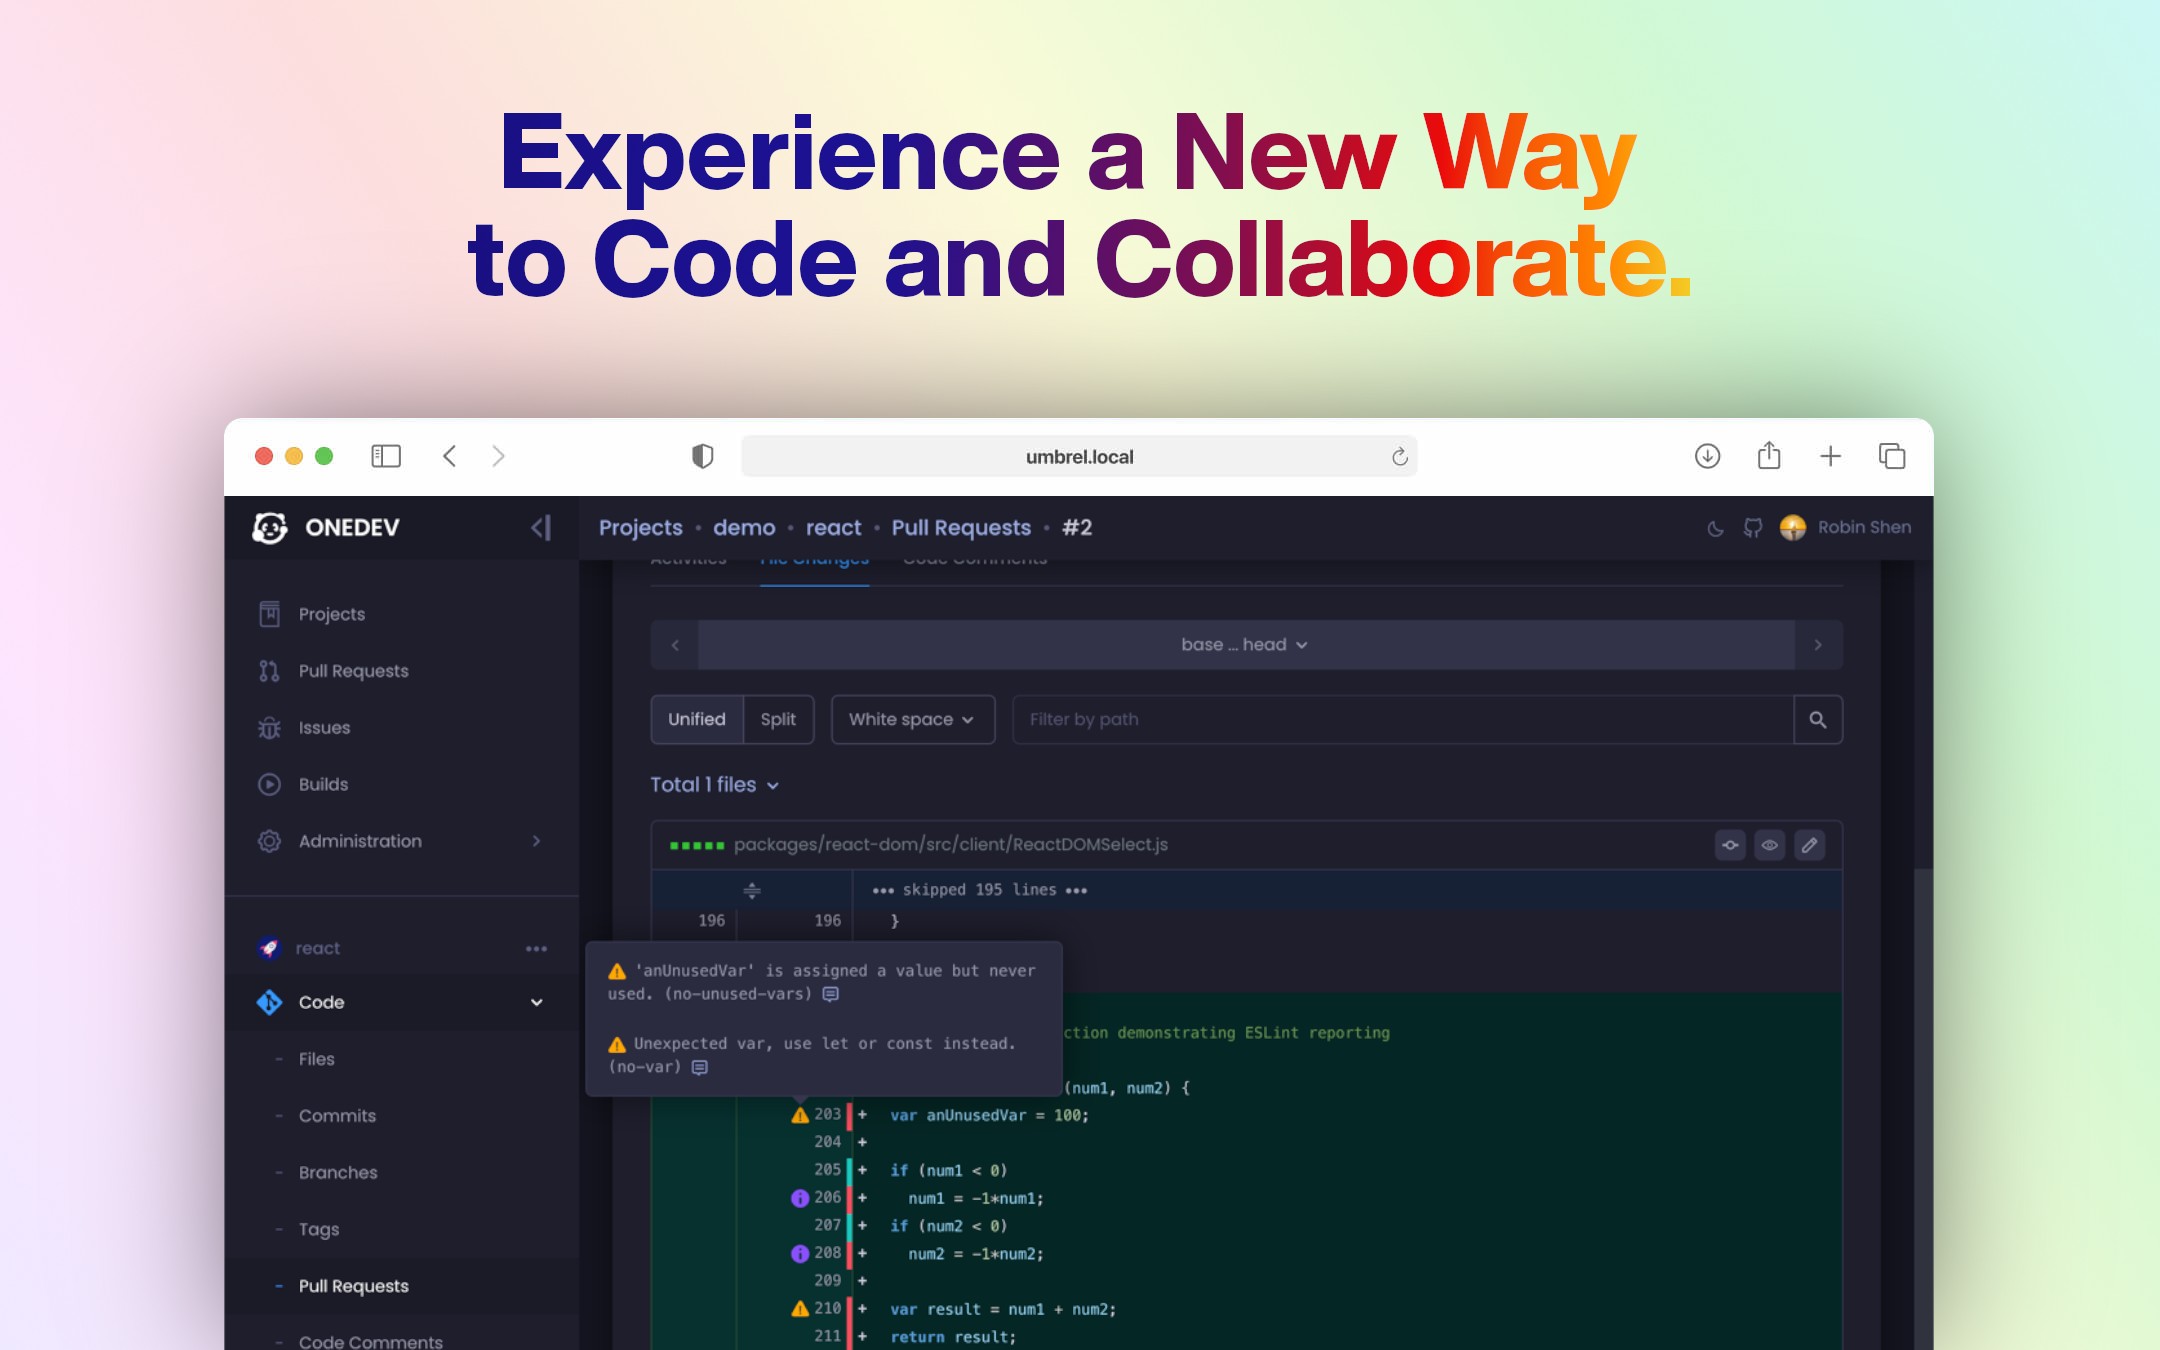 Experience a New Way
to Code and Collaborate.
umbrel.local
ONEDEV
Projects • demo • react • Pull Requests • #2
Robin Shen
Activities File Changes Code Comments
Projects
Pull Requests
Issues
Builds
Administration
react
Code
- Files
- Commits
- Branches
- Tags
- Pull Requests
- Code Comments
base ... head
Unified Split White space Filter by path
Total 1 files
packages/react-dom/src/client/ReactDOMSelect.js
••• skipped 195 lines •••
196 196 }
'anUnusedVar' is assigned a value but never
used. (no-unused-vars)
Unexpected var, use let or const instead.
(no-var)
ction demonstrating ESLint reporting
(num1, num2) {
203 + var anUnusedVar = 100;
204 +
205 + if (num1 < 0)
206 + num1 = -1*num1;
207 + if (num2 < 0)
208 + num2 = -1*num2;
209 +
210 + var result = num1 + num2;
211 + return result;